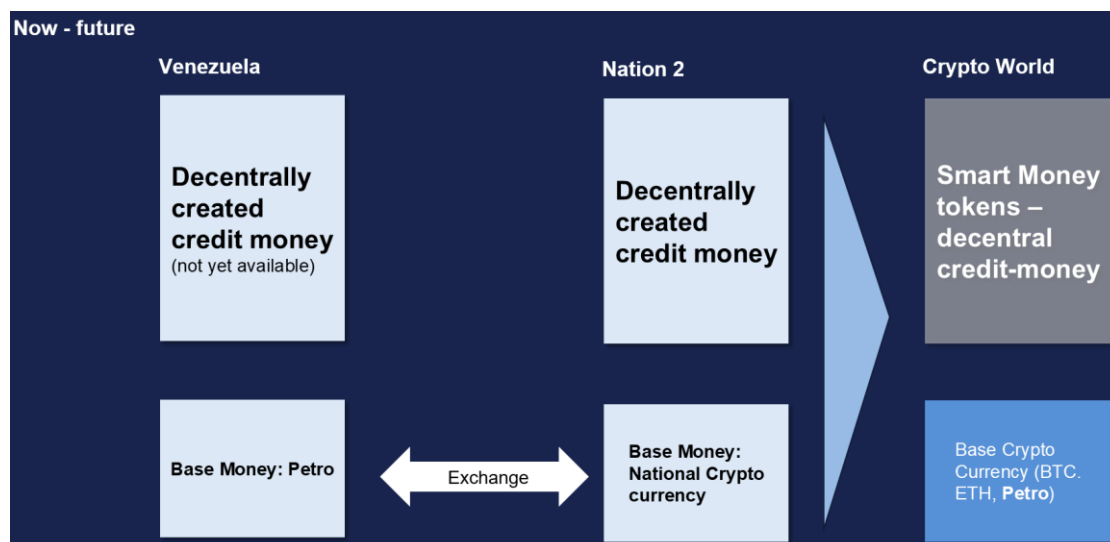 Now - future
Venezuela
Nation 2
Crypto World
Decentrally
created
credit money
(not yet available)
Decentrally
created
credit money
Smart Money
tokens –
decentral
credit-money
Base Money: Petro
Exchange
Base Money:
National Crypto
currency
Base Crypto
Currency (BTC.
ETH, Petro)